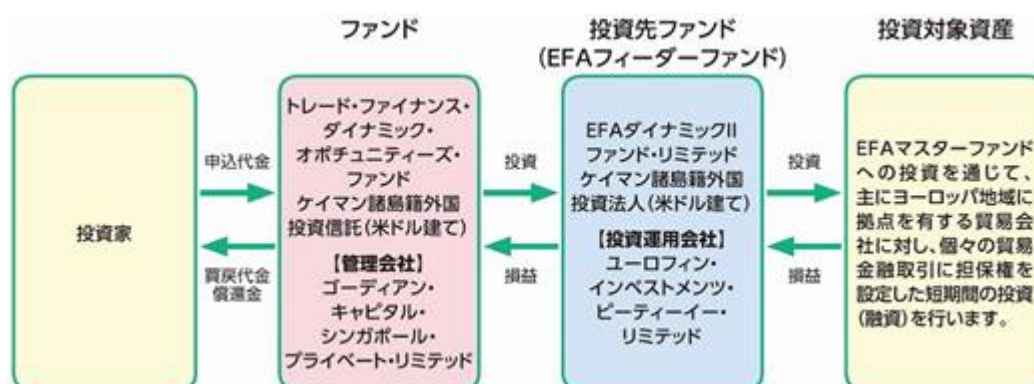 ファンド
投資先ファンド
(EFAフィーダーファンド)
投資対象資産
投資家
申込代金
買戻代金
償還金
トレード・ファイナンス・
ダイナミック・
オポチュニティーズ・
ファンド
ケイマン諸島籍外国
投資信託(米ドル建て)
【管理会社】
ゴーディアン・
キャピタル・
シンガポール・
プライベート・リミテッド
投資
損益
EFAダイナミックII
ファンド・リミテッド
ケイマン諸島籍外国
投資法人(米ドル建て)
【投資運用会社】
ユーロフィン・
インベストメンツ・
ピーティーイー・
リミテッド
投資
損益
EFAマスターファンド
への投資を通じて、
主にヨーロッパ地域に
拠点を有する貿易会
社に対し、個々の貿易
金融取引に担保権を
設定した短期間の投資
(融資)を行います。